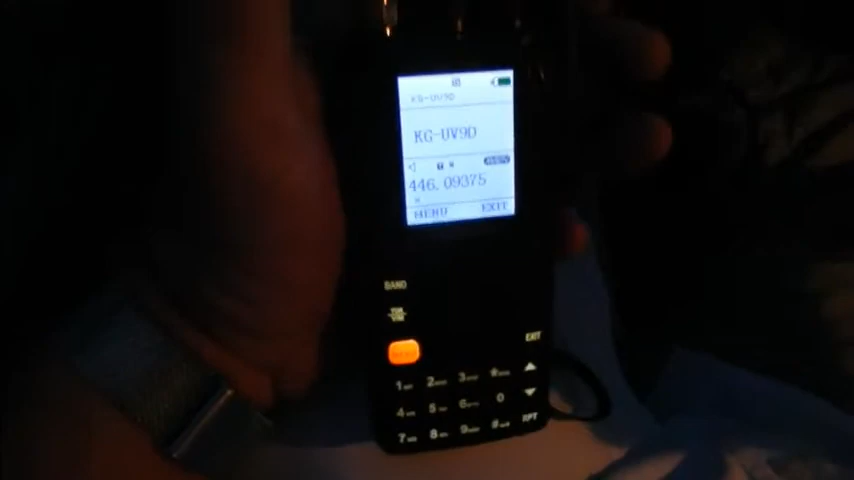 KG-UV9D
KG-UV9D
446.09375
MENU EXIT
BAND
EXIT
1 2 3 *
4 5 6 0
7 8 9 # RPT